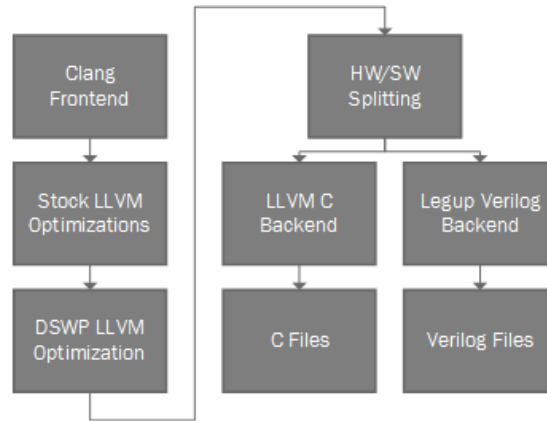 Clang
Frontend
Stock LLVM
Optimizations
DSWP LLVM
Optimization
HW/SW
Splitting
LLVM C
Backend
Legup Verilog
Backend
C Files
Verilog Files